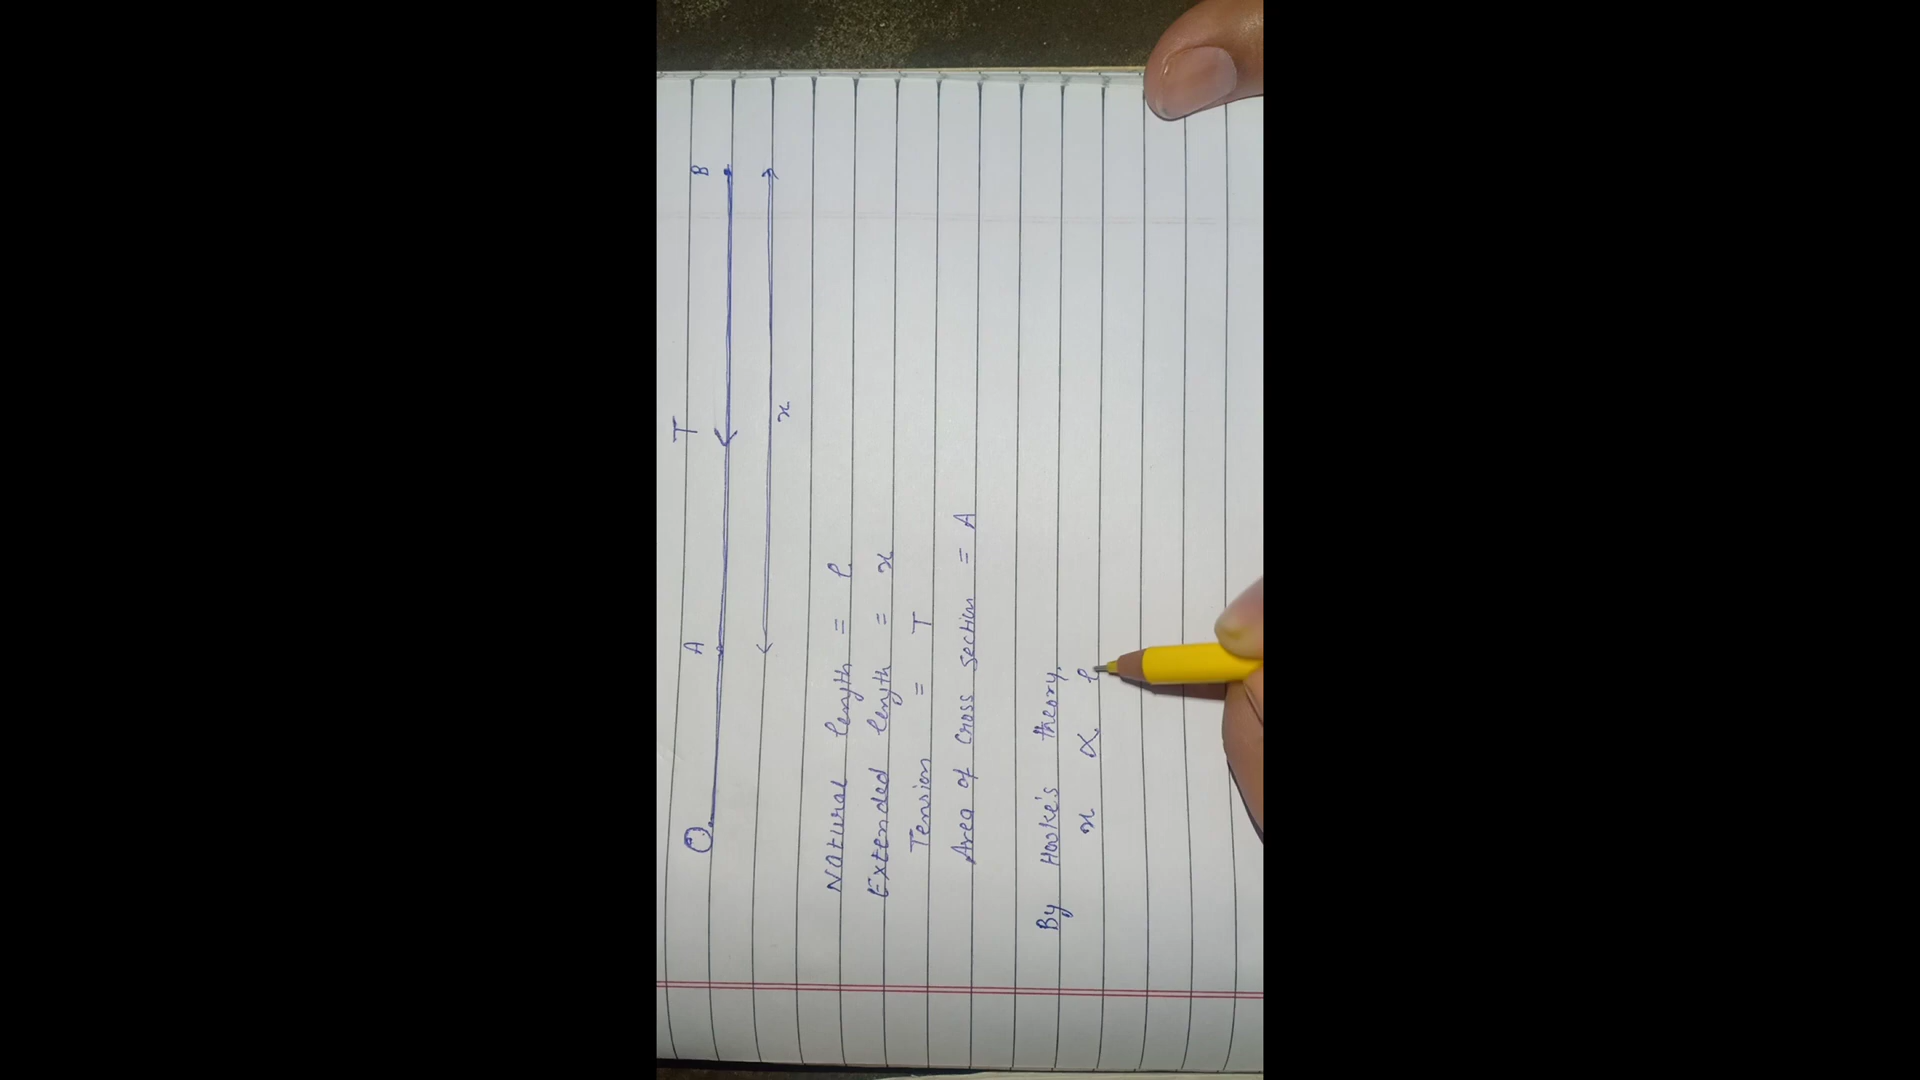 T
O A B
x
Natural length = l
Extended length = x
Tension = T
Area of cross section = A
By Hooke's theory,
x ∝ l